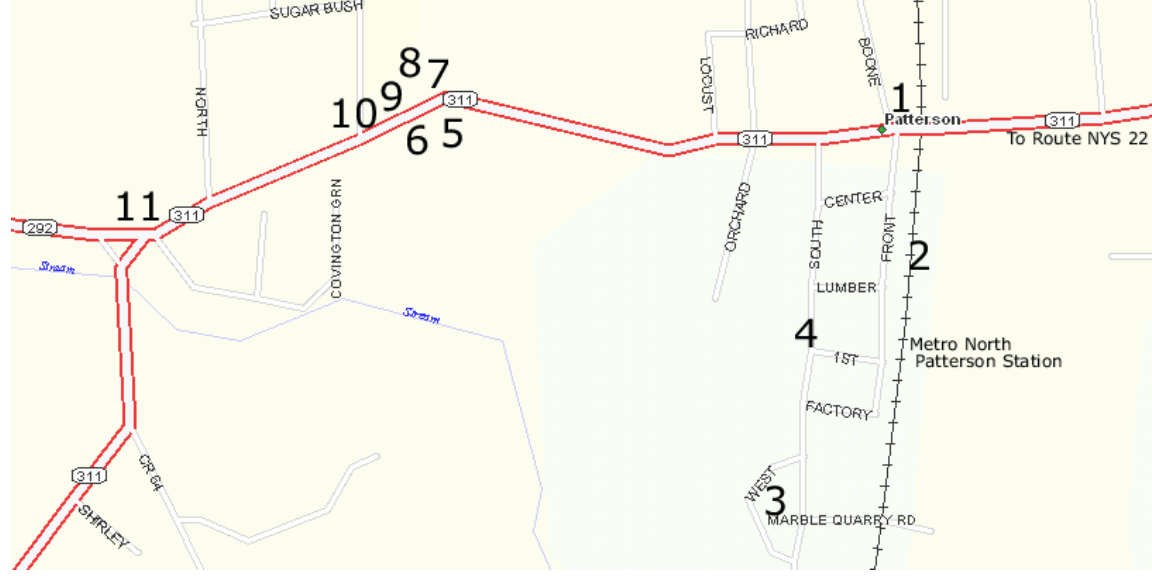 SUGAR BUSH
RICHARD
BOONE
LOCUST
8
7
NORTH
9
10
311
1
Patterson
311
To Route NYS 22
6
5
311
COVINGTON GRN
ORCHARD
CENTER
11
311
292
SOUTH
FRONT
2
Stream
LUMBER
Stream
4
Metro North
Patterson Station
1ST
FACTORY
311
CR 64
WEST
3
MARBLE QUARRY RD
SHIRLEY